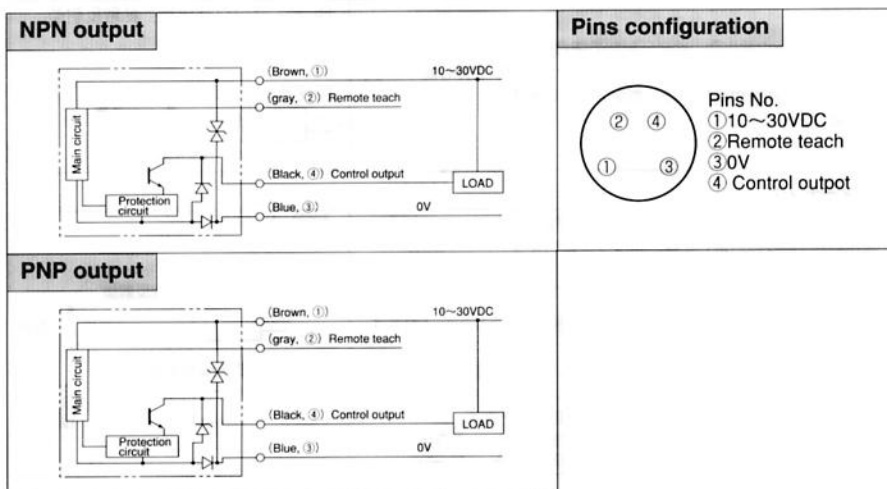 NPN output
(Brown, ①)
10～30VDC
(gray, ②) Remote teach
Main circuit
Protection
circuit
(Black, ④) Control output
LOAD
(Blue, ③)
0V
Pins configuration
② ④
① ③
Pins No.
①10～30VDC
②Remote teach
③0V
④ Control outpot
PNP output
(Brown, ①)
10～30VDC
(gray, ②) Remote teach
Main circuit
Protection
circuit
(Black, ④) Control output
LOAD
(Blue, ③)
0V